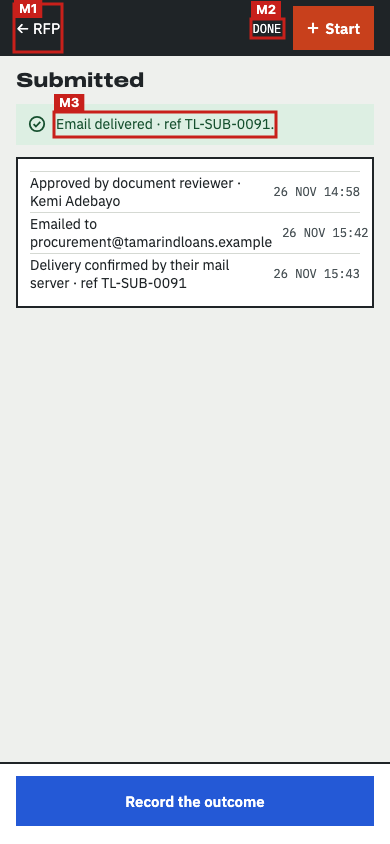 M1
← RFP
M2
DONE
+ Start
Submitted
M3
Email delivered · ref TL-SUB-0091.
Approved by document reviewer ·
Kemi Adebayo
26 NOV 14:58
Emailed to
procurement@tamarindloans.example
26 NOV 15:42
Delivery confirmed by their mail
server · ref TL-SUB-0091
26 NOV 15:43
Record the outcome